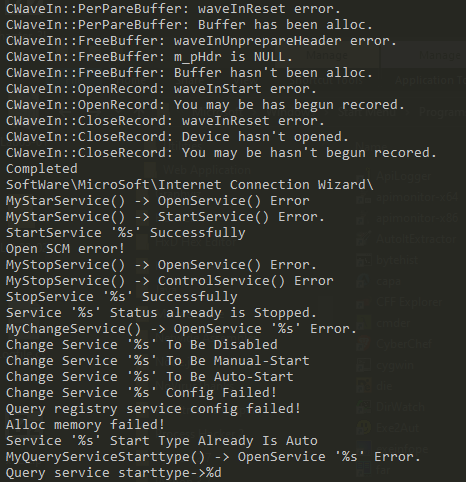 CWaveIn::PerPareBuffer: waveInReset error.
CWaveIn::PerPareBuffer: Buffer has been alloc.
CWaveIn::FreeBuffer: waveInUnprepareHeader error.
CWaveIn::FreeBuffer: m_pHdr is NULL.
CWaveIn::FreeBuffer: Buffer hasn't been alloc.
CWaveIn::OpenRecord: waveInStart error.
CWaveIn::OpenRecord: You may be has begun recored.
CWaveIn::CloseRecord: waveInReset error.
CWaveIn::CloseRecord: Device hasn't opened.
CWaveIn::CloseRecord: You may be hasn't begun recored.
Completed
SoftWare\MicroSoft\Internet Connection Wizard\
MyStarService() -> OpenService() Error
MyStarService() -> StartService() Error.
StartService '%s' Successfully
Open SCM error!
MyStopService() -> OpenService() Error.
MyStopService() -> ControlService() Error
StopService '%s' Successfully
Service '%s' Status already is Stopped.
MyChangeService() -> OpenService '%s' Error.
Change Service '%s' To Be Disabled
Change Service '%s' To Be Manual-Start
Change Service '%s' To Be Auto-Start
Change Service '%s' Config Failed!
Query registry service config failed!
Alloc memory failed!
Service '%s' Start Type Already Is Auto
MyQueryServiceStarttype() -> OpenService '%s' Error.
Query service starttype->%d